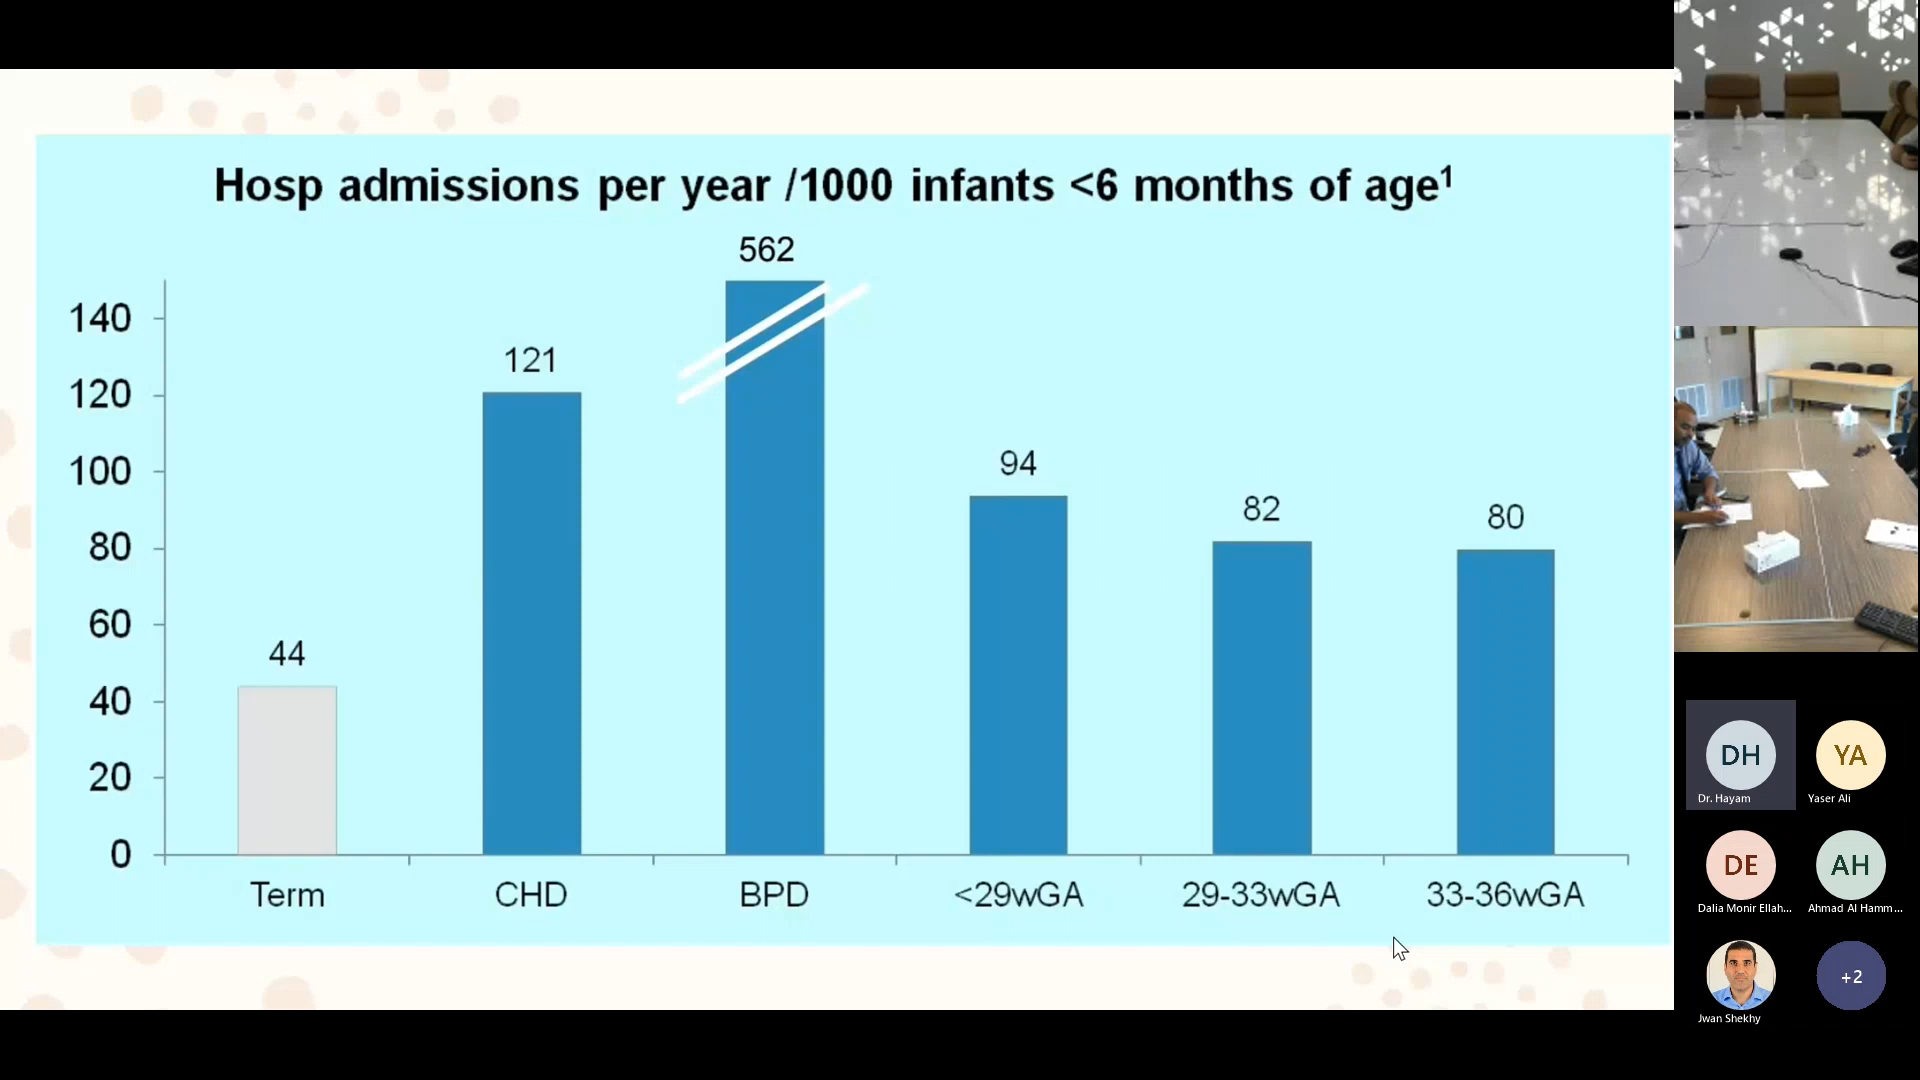 Hosp admissions per year /1000 infants <6 months of age¹
562
140
121
120
100
94
82
80
80
60
44
40
20
0
Term
CHD
BPD
<29wGA
29-33wGA
33-36wGA
DH
Dr. Hayam
YA
Yaser Ali
DE
Dalia Monir Ellah...
AH
Ahmad Al Hamm...
Jwan Shekhy
+2